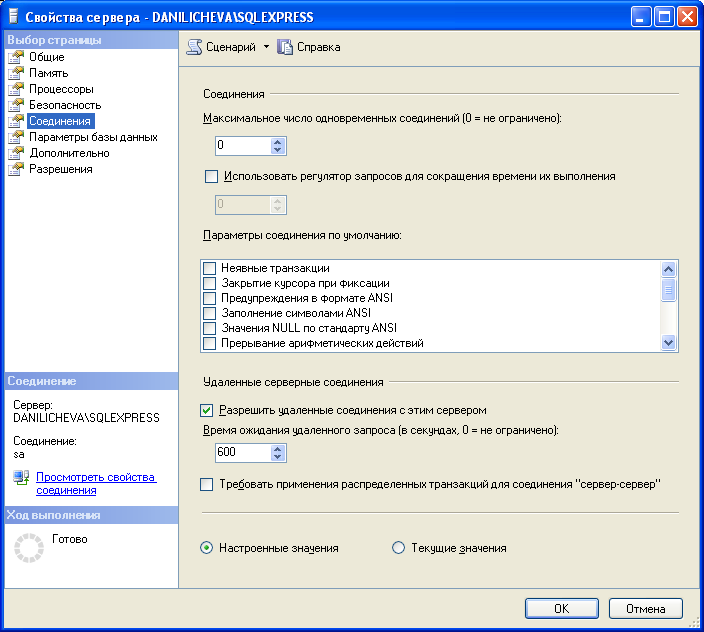 Свойства сервера - DANILICHEVA\SQLEXPRESS
Выбор страницы
Общие
Память
Процессоры
Безопасность
Соединения
Параметры базы данных
Дополнительно
Разрешения
Соединение
Сервер:
DANILICHEVA\SQLEXPRESS
Соединение:
sa
Просмотреть свойства
соединения
Ход выполнения
Готово
Сценарий
Справка
Соединения
Максимальное число одновременных соединений (0 = не ограничено):
0
Использовать регулятор запросов для сокращения времени их выполнения
0
Параметры соединения по умолчанию:
Неявные транзакции
Закрытие курсора при фиксации
Предупреждения в формате ANSI
Заполнение символами ANSI
Значения NULL по стандарту ANSI
Прерывание арифметических действий
Удаленные серверные соединения
Разрешить удаленные соединения с этим сервером
Время ожидания удаленного запроса (в секундах, 0 = не ограничено):
600
Требовать применения распределенных транзакций для соединения "сервер-сервер"
Настроенные значения
Текущие значения
OK
Отмена